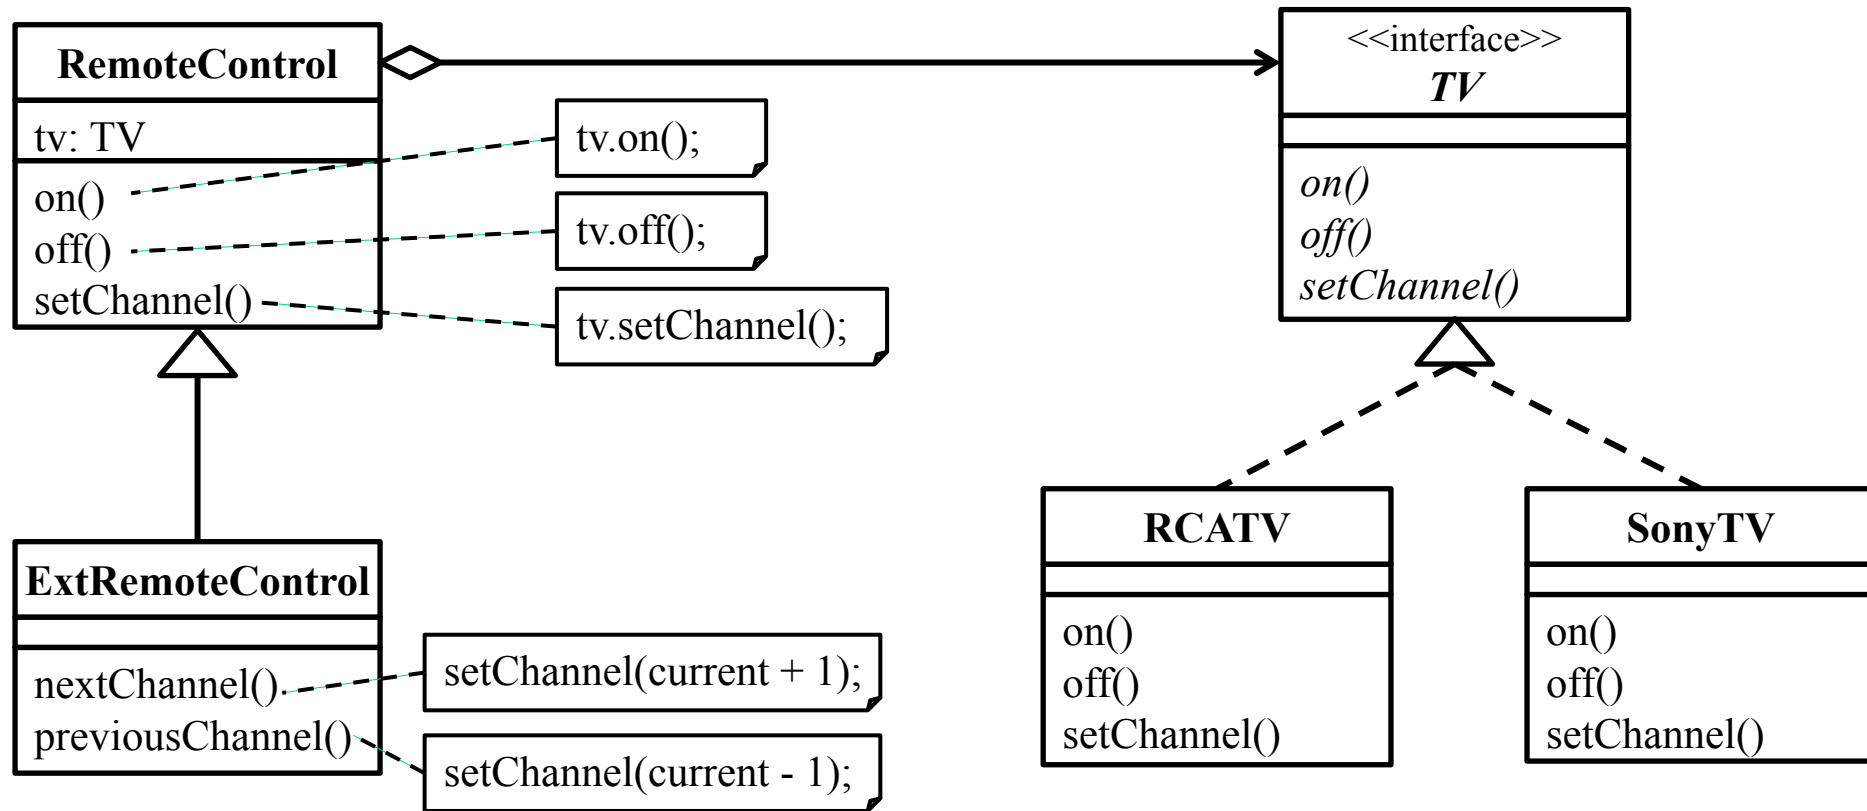 RemoteControl
tv: TV
on()
off()
setChannel()
tv.on();
tv.off();
tv.setChannel();
<<interface>>
TV
on()
off()
setChannel()
ExtRemoteControl
nextChannel()
previousChannel()
setChannel(current + 1);
setChannel(current - 1);
RCATV
on()
off()
setChannel()
SonyTV
on()
off()
setChannel()